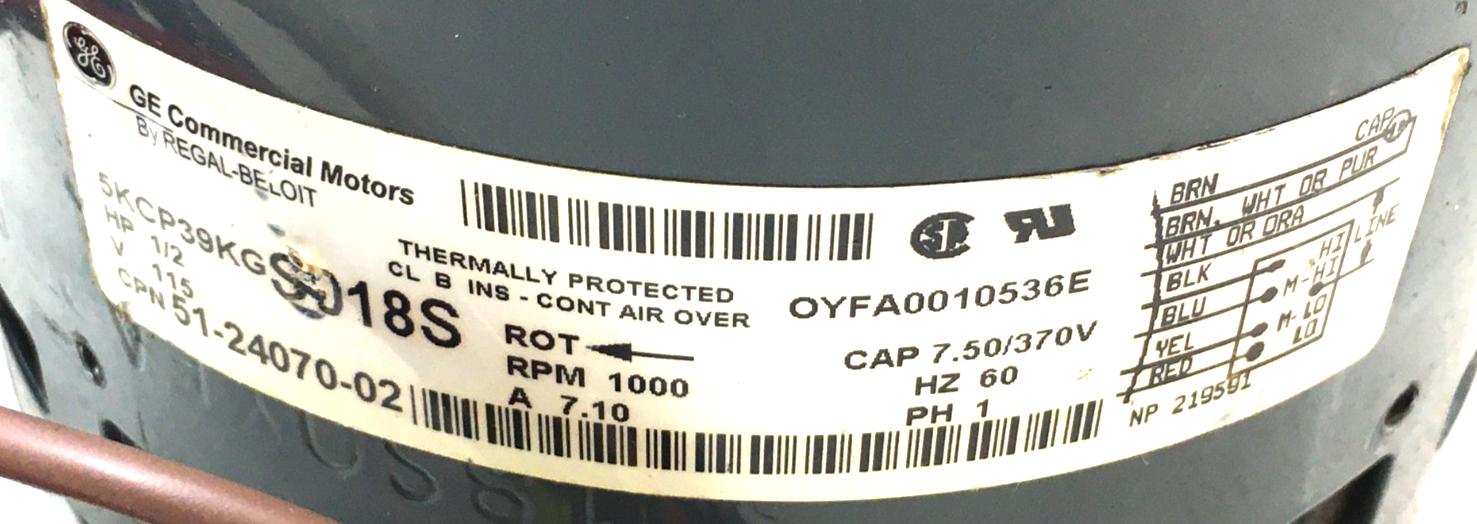 GE Commercial Motors
By REGAL-BELOIT
5KCP39KGS018S
HP 1/2
V 115
CPN 51-24070-02
THERMALLY PROTECTED
CL B INS - CONT AIR OVER
ROT
RPM 1000
A 7.10
OYFA0010536E
CAP 7.50/370V
HZ 60
PH 1
CAP
BRN
BRN, WHT OR PUR
WHT OR ORA
BLK HI LINE
BLU M-HI
YEL M-LO
RED LO
NP 219591